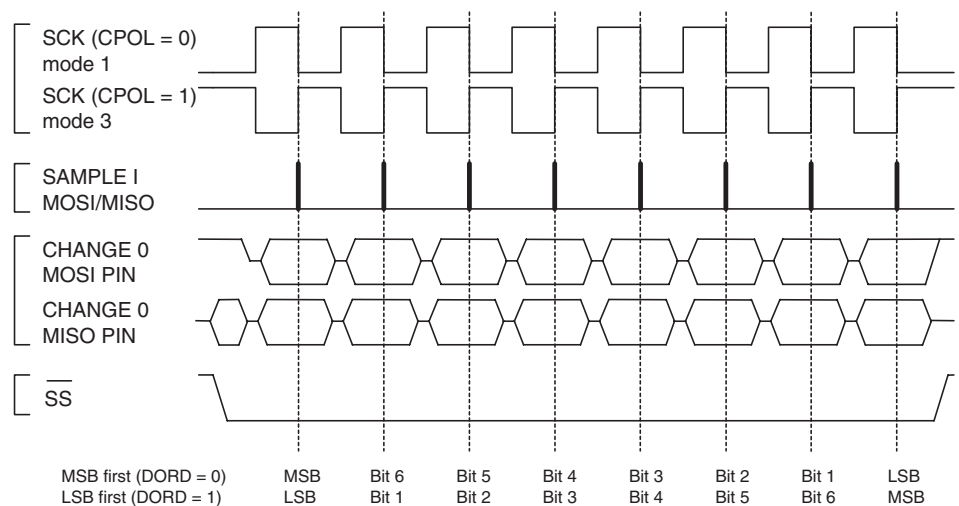 SCK (CPOL = 0)
mode 1
SCK (CPOL = 1)
mode 3
SAMPLE I
MOSI/MISO
CHANGE 0
MOSI PIN
CHANGE 0
MISO PIN
SS
MSB first (DORD = 0) MSB Bit 6 Bit 5 Bit 4 Bit 3 Bit 2 Bit 1 LSB
LSB first (DORD = 1) LSB Bit 1 Bit 2 Bit 3 Bit 4 Bit 5 Bit 6 MSB